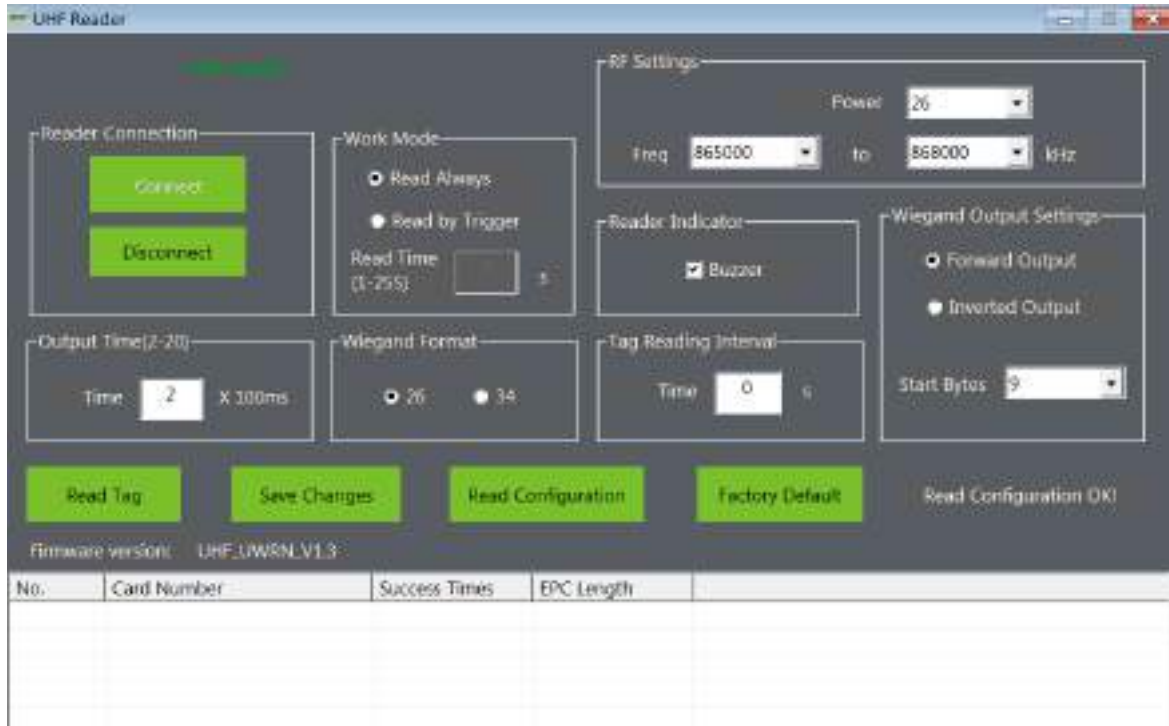 UHF Reader
RF Settings
Power 26
Freq 865000 to 868000 kHz
Reader Connection
Connect
Disconnect
Work Mode
Read Always
Read by Trigger
Read Time
(1-255) s
Reader Indicator
Buzzer
Wiegand Output Settings
Forward Output
Inverted Output
Start Bytes 9
Output Time(2-20)
Time 2 X 100ms
Wiegand Format
26 34
Tag Reading Interval
Time 0 s
Read Tag
Save Changes
Read Configuration
Factory Default
Read Configuration OK!
Firmware version: UHF_UWRN_V1.3
No. Card Number Success Times EPC Length